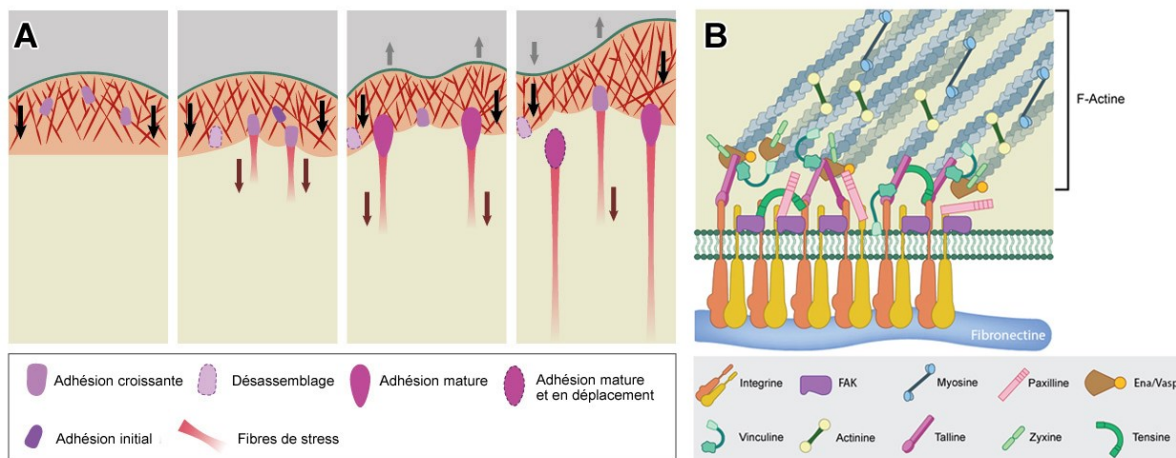 A
Adhésion croissante
Désassemblage
Adhésion mature
Adhésion mature
et en déplacement
Adhésion initial
Fibres de stress
B
F-Actine
Fibronectine
Integrine
FAK
Myosine
Paxilline
Ena/Vasp
Vinculine
Actinine
Talline
Zyxine
Tensine